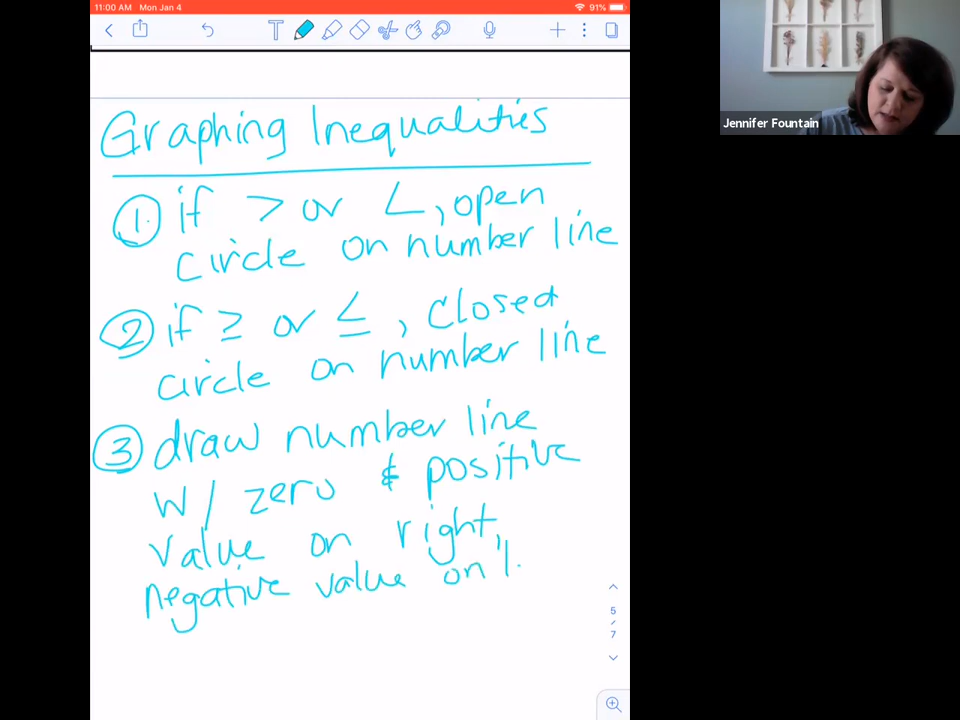 11:00 AM Mon Jan 4
91%
Jennifer Fountain
Graphing Inequalities
① if > or <, open
circle on number line
② if ≥ or ≤, closed
circle on number line
③ draw number line
w/ zero & positive
value on right,
negative value on l
5
/
7